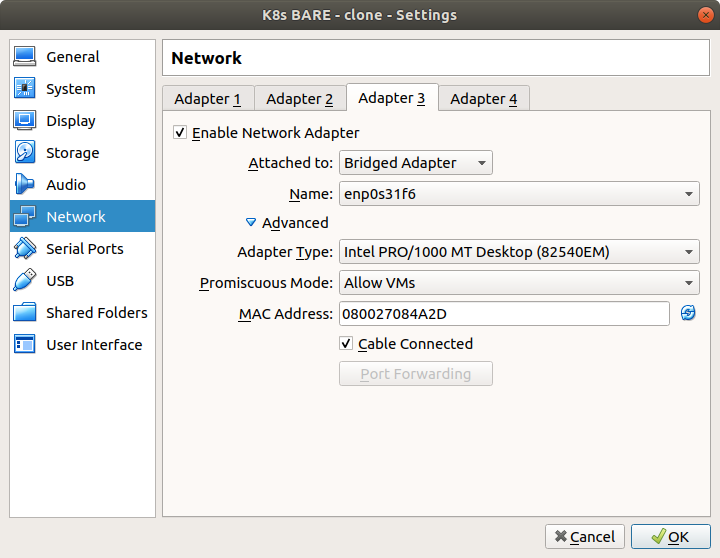 K8s BARE - clone - Settings
General
System
Display
Storage
Audio
Network
Serial Ports
USB
Shared Folders
User Interface
Network
Adapter 1 Adapter 2 Adapter 3 Adapter 4
Enable Network Adapter
Attached to: Bridged Adapter
Name: enp0s31f6
Advanced
Adapter Type: Intel PRO/1000 MT Desktop (82540EM)
Promiscuous Mode: Allow VMs
MAC Address: 080027084A2D
Cable Connected
Port Forwarding
Cancel OK